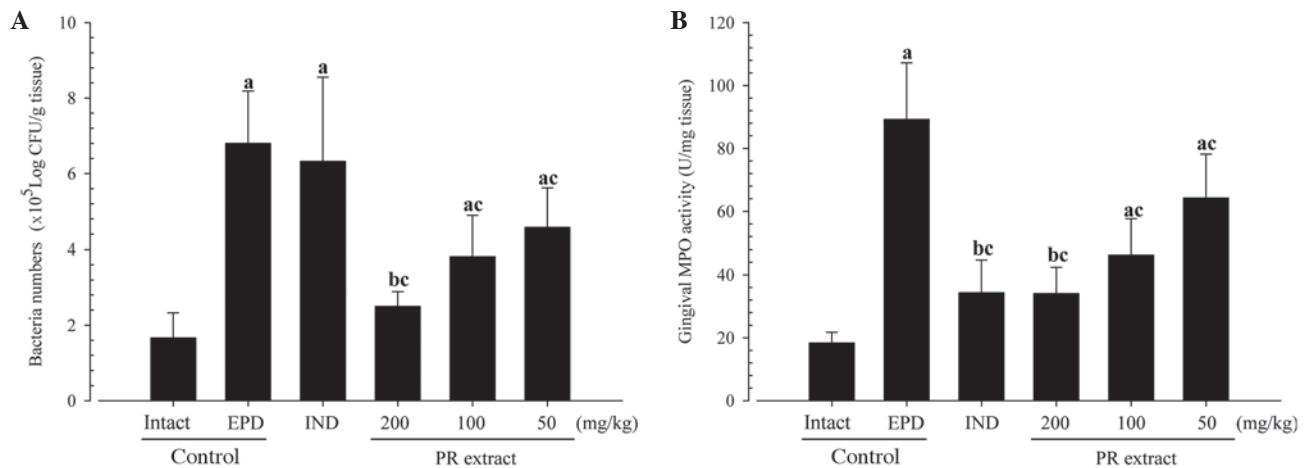 A
Bacteria numbers (x10⁵Log CFU/g tissue)
10
8
6
4
2
0
a
a
bc
ac
ac
Intact
EPD
IND
200
100
50
(mg/kg)
Control
PR extract
B
Gingival MPO activity (U/mg tissue)
120
100
80
60
40
20
0
a
bc
bc
ac
ac
Intact
EPD
IND
200
100
50
(mg/kg)
Control
PR extract